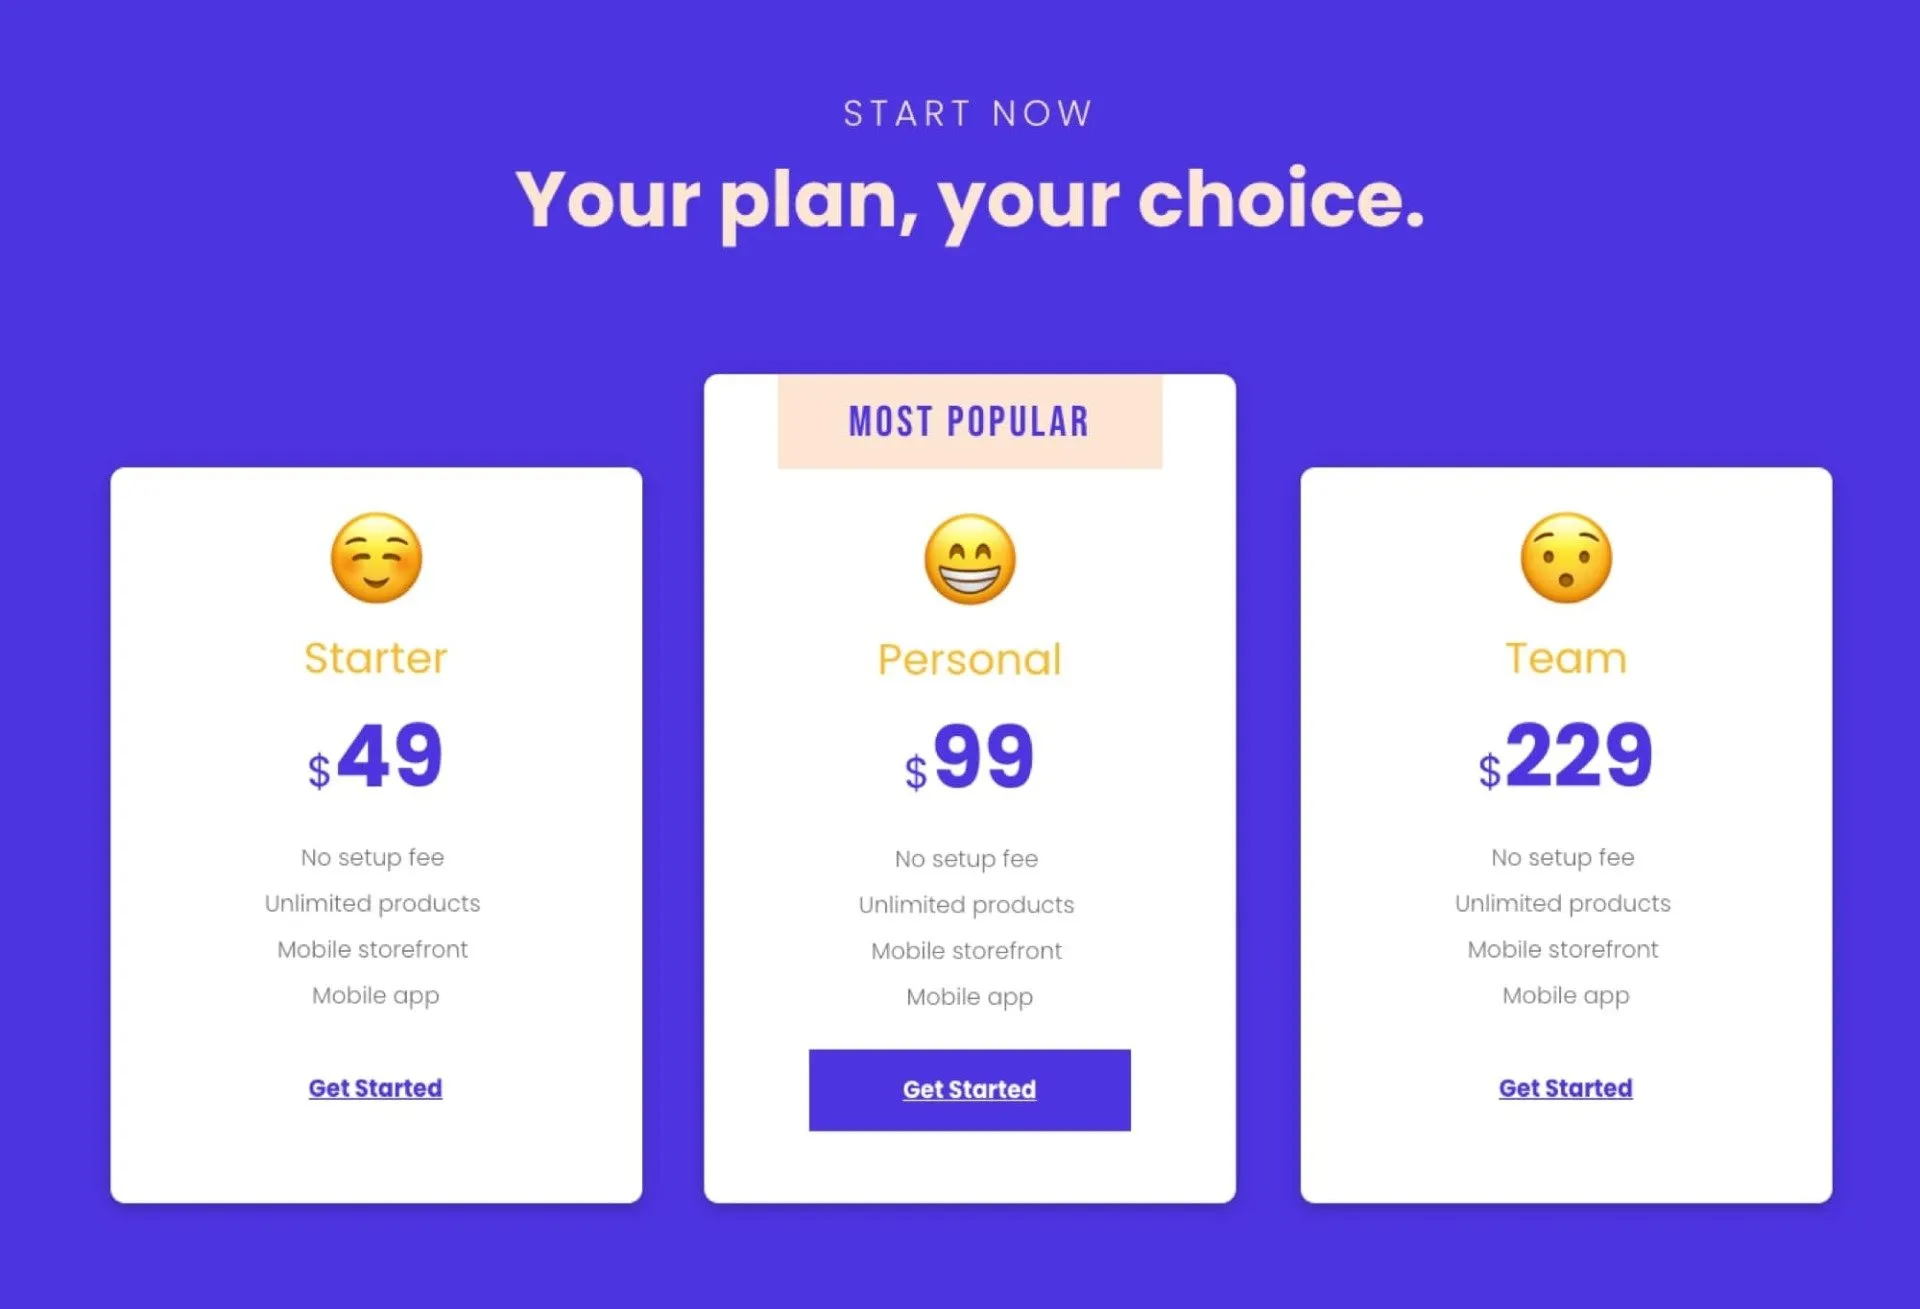 START NOW
Your plan, your choice.
Starter
$49
No setup fee
Unlimited products
Mobile storefront
Mobile app
Get Started
MOST POPULAR
Personal
$99
No setup fee
Unlimited products
Mobile storefront
Mobile app
Get Started
Team
$229
No setup fee
Unlimited products
Mobile storefront
Mobile app
Get Started